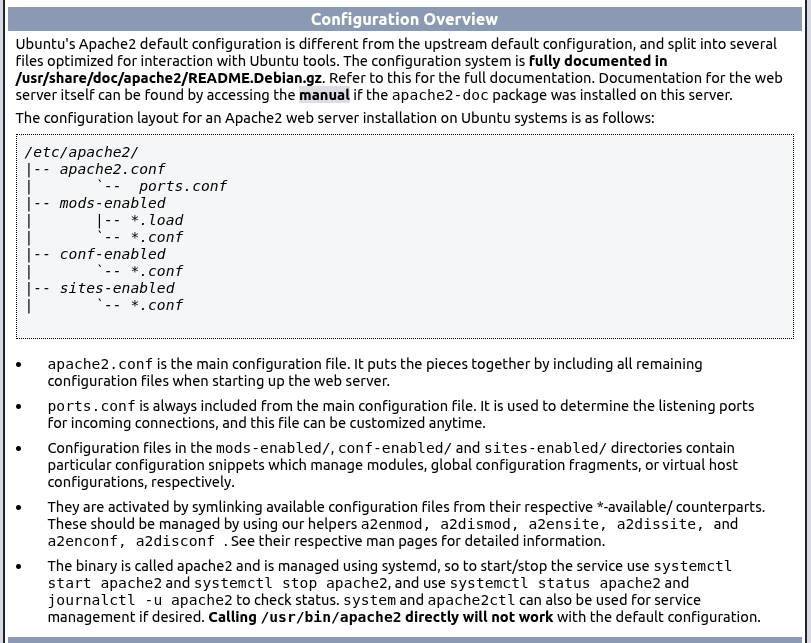 Configuration Overview
Ubuntu's Apache2 default configuration is different from the upstream default configuration, and split into several
files optimized for interaction with Ubuntu tools. The configuration system is fully documented in
/usr/share/doc/apache2/README.Debian.gz. Refer to this for the full documentation. Documentation for the web
server itself can be found by accessing the manual if the apache2-doc package was installed on this server.
The configuration layout for an Apache2 web server installation on Ubuntu systems is as follows:
/etc/apache2/
|-- apache2.conf
|       `--  ports.conf
|-- mods-enabled
|       |-- *.load
|       `-- *.conf
|-- conf-enabled
|       `-- *.conf
|-- sites-enabled
|       `-- *.conf
• apache2.conf is the main configuration file. It puts the pieces together by including all remaining
configuration files when starting up the web server.
• ports.conf is always included from the main configuration file. It is used to determine the listening ports
for incoming connections, and this file can be customized anytime.
• Configuration files in the mods-enabled/, conf-enabled/ and sites-enabled/ directories contain
particular configuration snippets which manage modules, global configuration fragments, or virtual host
configurations, respectively.
• They are activated by symlinking available configuration files from their respective *-available/ counterparts.
These should be managed by using our helpers a2enmod, a2dismod, a2ensite, a2dissite, and
a2enconf, a2disconf . See their respective man pages for detailed information.
• The binary is called apache2 and is managed using systemd, so to start/stop the service use systemctl
start apache2 and systemctl stop apache2, and use systemctl status apache2 and
journalctl -u apache2 to check status. system and apache2ctl can also be used for service
management if desired. Calling /usr/bin/apache2 directly will not work with the default configuration.